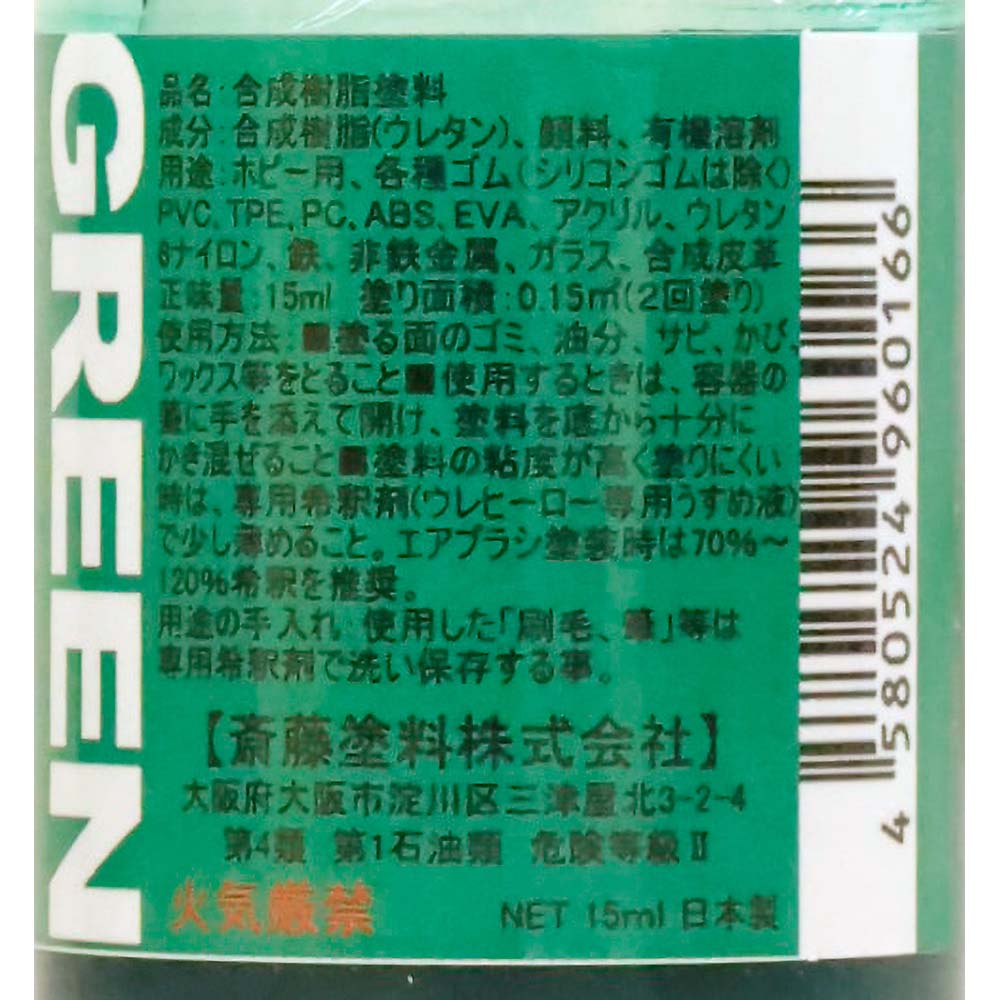 GREEN
品名:合成樹脂塗料
成分:合成樹脂(ウレタン)、顔料、有機溶剤
用途:ホビー用、各種ゴム(シリコンゴムは除く)
PVC,TPE,PC,ABS,EVA、アクリル、ウレタン
6ナイロン、鉄、非鉄金属、ガラス、合成皮革
正味量:15ml 塗り面積:0.15㎡(2回塗り)
使用方法:■塗る面のゴミ、油分、サビ、かび、
ワックス等をとること■使用するときは、容器の
蓋に手を添えて開け、塗料を底から十分に
かき混ぜること■塗料の粘度が高く塗りにくい
時は、専用希釈剤(ウレヒーロー専用うすめ液)
で少し薄めること。エアブラシ塗装時は70%〜
120%希釈を推奨。
用途の手入れ 使用した「刷毛、筆」等は
専用希釈剤で洗い保存する事。
【斎藤塗料株式会社】
大阪府大阪市淀川区三津屋北3-2-4
第4類 第1石油類 危険等級Ⅱ
火気厳禁
NET 15ml 日本製
4580524960166